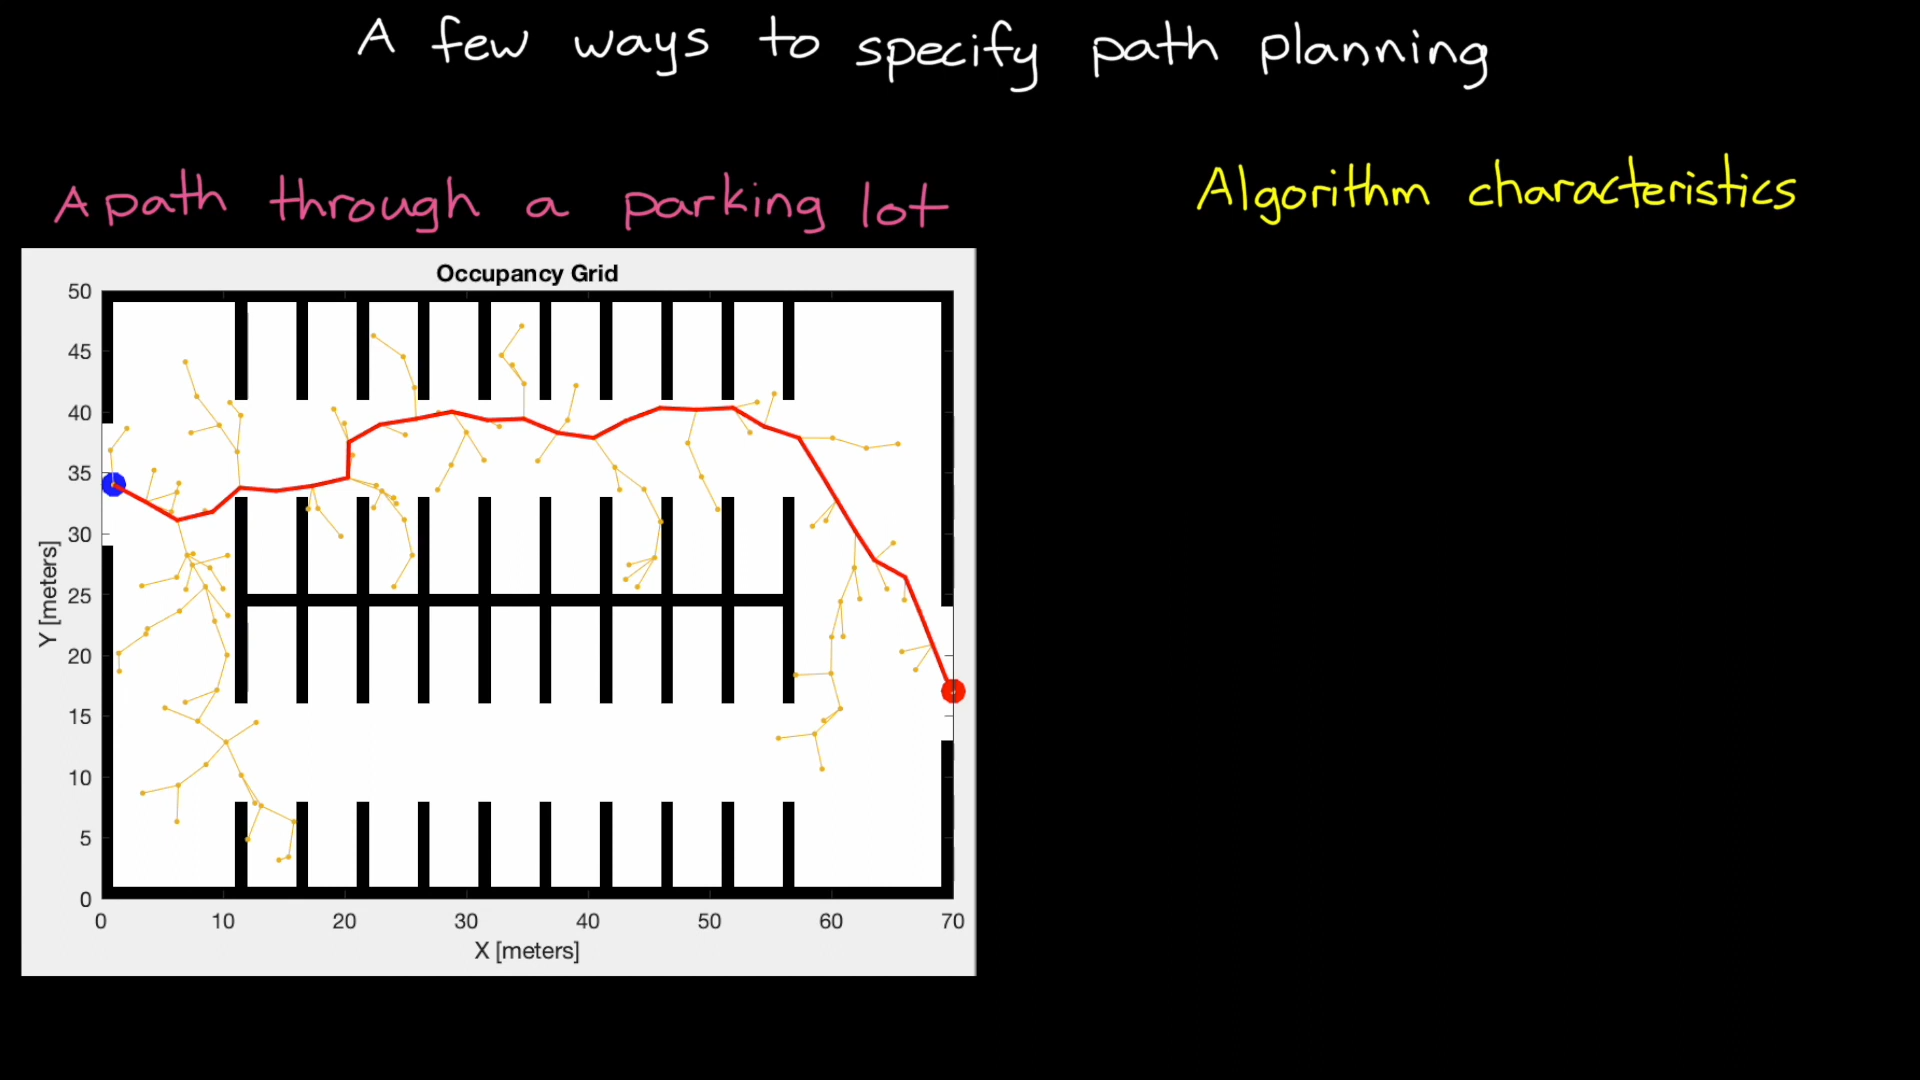 A few ways to specify path planning
A path through a parking lot
Algorithm characteristics
Occupancy Grid
50
45
40
35
30
25
20
15
10
5
0
Y [meters]
0 10 20 30 40 50 60 70
X [meters]